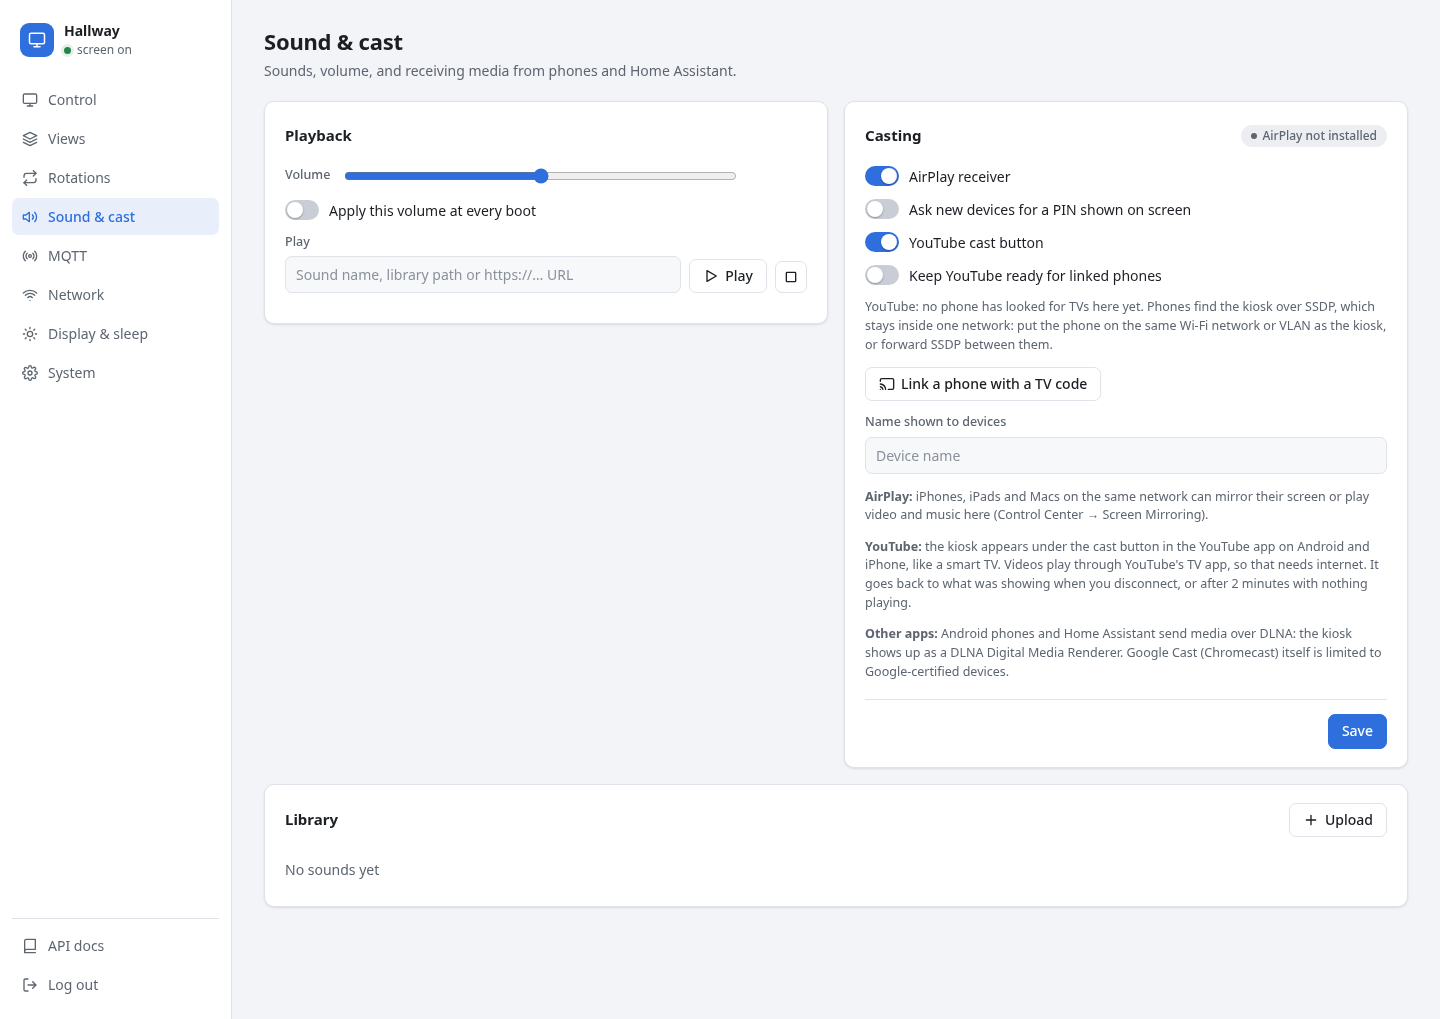 Hallway
screen on
Control
Views
Rotations
Sound & cast
MQTT
Network
Display & sleep
System
API docs
Log out
Sound & cast
Sounds, volume, and receiving media from phones and Home Assistant.
Playback
Volume
Apply this volume at every boot
Play
Sound name, library path or https://... URL
Play
Casting
AirPlay not installed
AirPlay receiver
Ask new devices for a PIN shown on screen
YouTube cast button
Keep YouTube ready for linked phones
YouTube: no phone has looked for TVs here yet. Phones find the kiosk over SSDP, which
stays inside one network: put the phone on the same Wi-Fi network or VLAN as the kiosk,
or forward SSDP between them.
Link a phone with a TV code
Name shown to devices
Device name
AirPlay: iPhones, iPads and Macs on the same network can mirror their screen or play
video and music here (Control Center → Screen Mirroring).
YouTube: the kiosk appears under the cast button in the YouTube app on Android and
iPhone, like a smart TV. Videos play through YouTube's TV app, so that needs internet. It
goes back to what was showing when you disconnect, or after 2 minutes with nothing
playing.
Other apps: Android phones and Home Assistant send media over DLNA: the kiosk
shows up as a DLNA Digital Media Renderer. Google Cast (Chromecast) itself is limited to
Google-certified devices.
Save
Library
Upload
No sounds yet